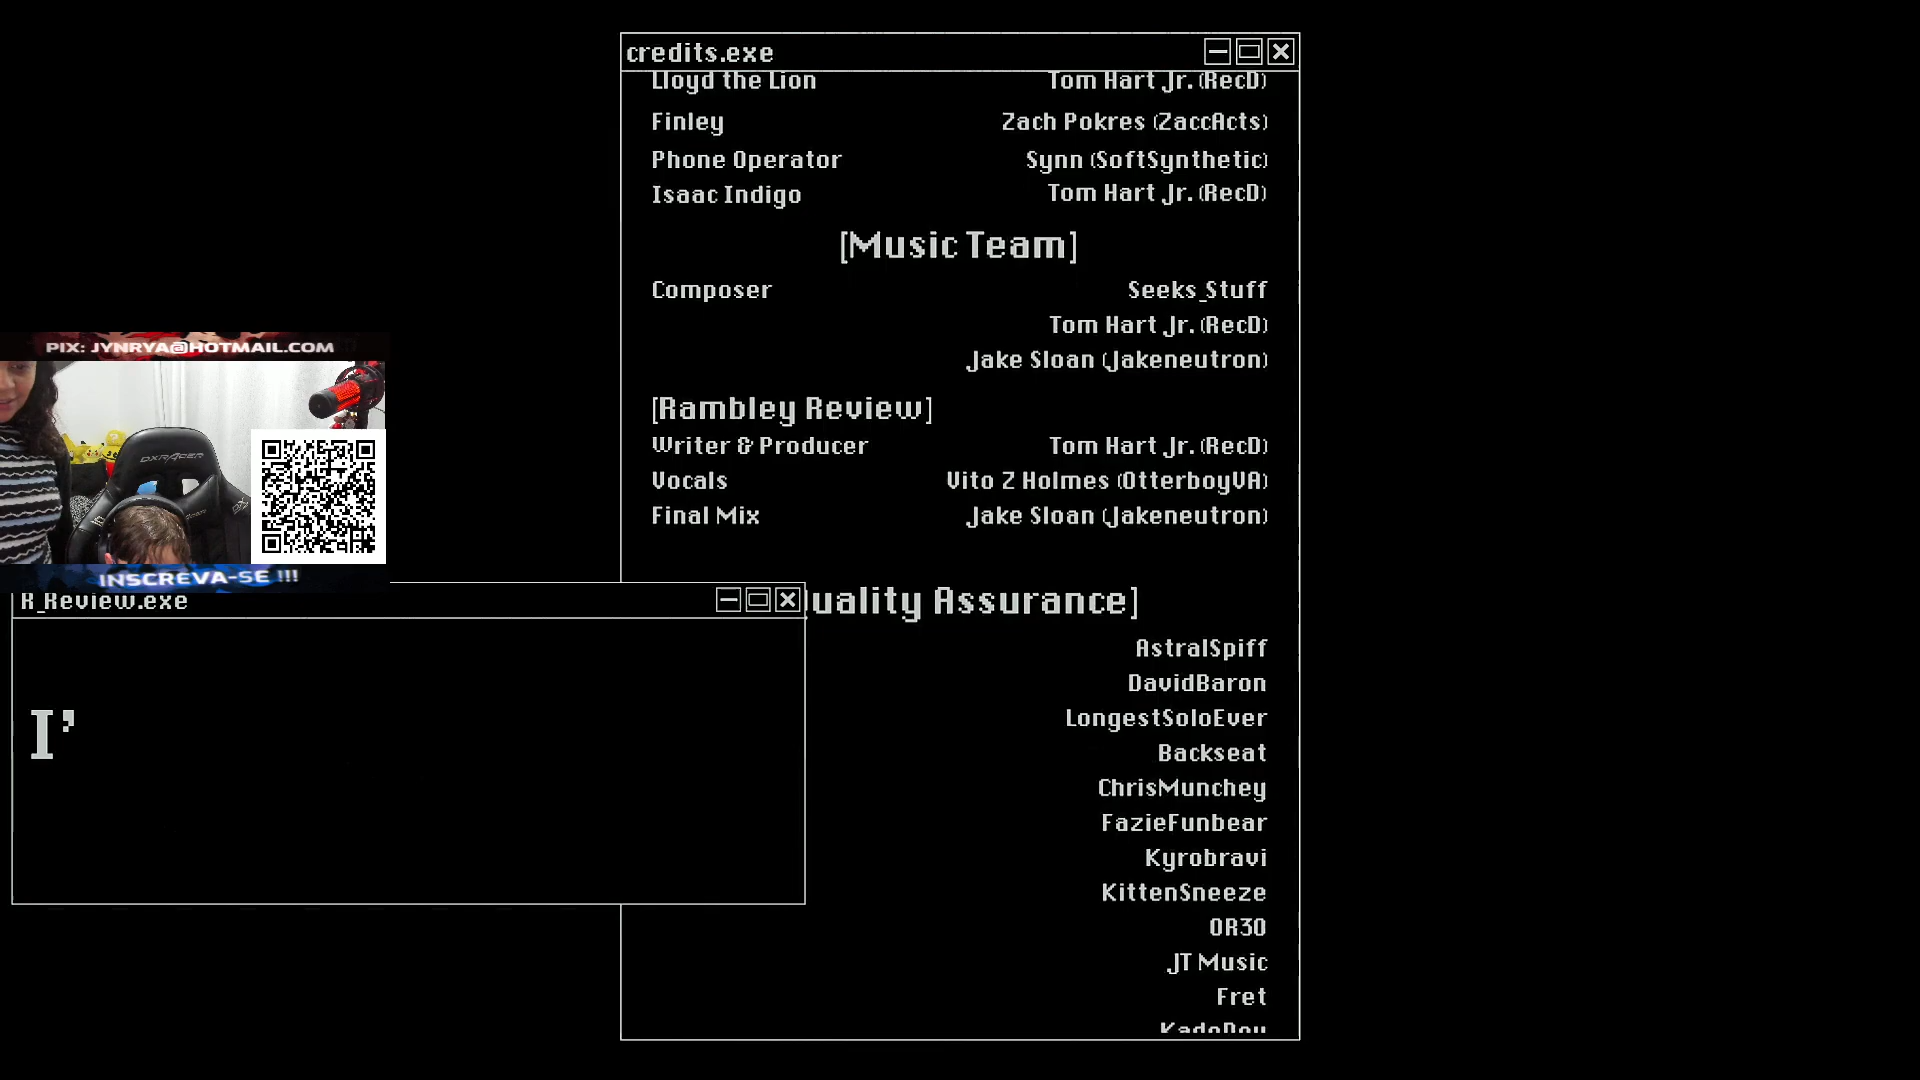 credits.exe
Lloyd the Lion Tom Hart Jr. (RecD)
Finley Zach Pokres (ZaccActs)
Phone Operator Synn (SoftSynthetic)
Isaac Indigo Tom Hart Jr. (RecD)
[Music Team]
Composer Seeks_Stuff
Tom Hart Jr. (RecD)
Jake Sloan (Jakeneutron)
[Rambley Review]
Writer & Producer Tom Hart Jr. (RecD)
Vocals Vito Z Holmes (OtterboyVA)
Final Mix Jake Sloan (Jakeneutron)
uality Assurance]
AstralSpiff
DavidBaron
LongestSoloEver
Backseat
ChrisMunchey
FazieFunbear
Kyrobravi
KittenSneeze
OR3O
JT Music
Fret
PIX: JYNRYA@HOTMAIL.COM
DXRACER
INSCREVA-SE !!!
R_Review.exe
I'